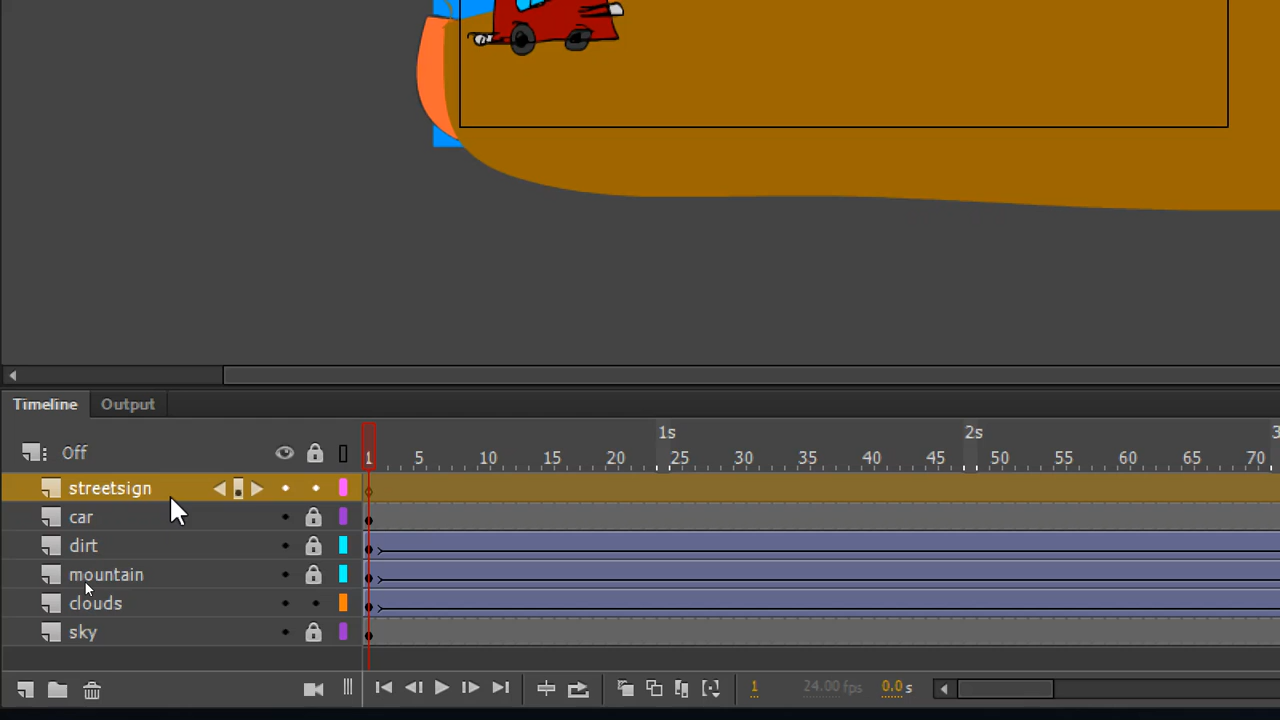 Timeline Output
1s 2s 3
Off 1 5 10 15 20 25 30 35 40 45 50 55 60 65 70
streetsign
car
dirt
mountain
clouds
sky
1 24.00 fps 0.0 s